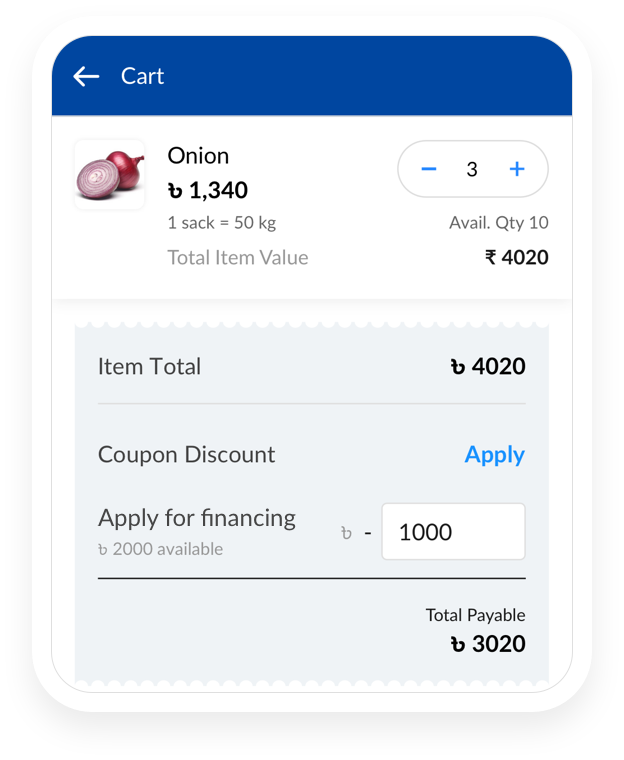 Cart
Onion
৳ 1,340
− 3 +
1 sack = 50 kg
Avail. Qty 10
Total Item Value
₹ 4020
Item Total
৳ 4020
Coupon Discount
Apply
Apply for financing
৳ - 1000
৳ 2000 available
Total Payable
৳ 3020